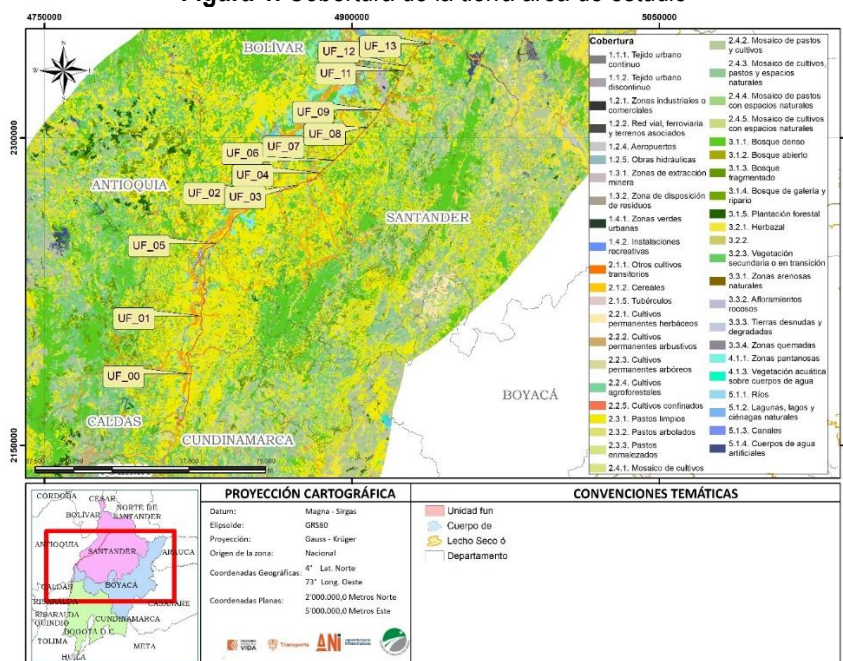 Figura 1. Cobertura de la tierra área de estudio
4750000
4800000
5050000
2300000
2150000
N
W
BOLÍVAR
ANTIOQUIA
SANTANDER
BOYACÁ
CALDAS
CUNDINAMARCA
UF_12
UF_13
UF_11
UF_09
UF_08
UF_07
UF_06
UF_04
UF_02
UF_03
UF_05
UF_01
UF_00
37.500
75.000
Cobertura
1.1.1. Tejido urbano
continuo
1.1.2. Tejido urbano
discontinuo
1.2.1. Zonas industriales o
comerciales
1.2.2. Red vial, ferroviaria
y terrenos asociados
1.2.4. Aeropuertos
1.2.5. Obras hidráulicas
1.3.1. Zonas de extracción
minera
1.3.2. Zona de disposición
de residuos
1.4.1. Zonas verdes
urbanas
1.4.2. Instalaciones
recreativas
2.1.1. Otros cultivos
transitorios
2.1.2. Cereales
2.1.5. Tubérculos
2.2.1. Cultivos
permanentes herbáceos
2.2.2. Cultivos
permanentes arbustivos
2.2.3. Cultivos
permanentes arbóreos
2.2.4. Cultivos
agroforestales
2.2.5. Cultivos confinados
2.3.1. Pastos limpios
2.3.2. Pastos arbolados
2.3.3. Pastos
enmalezados
2.4.1. Mosaico de cultivos
2.4.2. Mosaico de pastos
y cultivos
2.4.3. Mosaico de cultivos,
pastos y espacios
naturales
2.4.4. Mosaico de pastos
con espacios naturales
2.4.5. Mosaico de cultivos
con espacios naturales
3.1.1. Bosque denso
3.1.2. Bosque abierto
3.1.3. Bosque
fragmentado
3.1.4. Bosque de galería y
ripario
3.1.5. Plantación forestal
3.2.1. Herbazal
3.2.2.
3.2.3. Vegetación
secundaria o en transición
3.3.1. Zonas arenosas
naturales
3.3.2. Afloramientos
rocosos
3.3.3. Tierras desnudas y
degradadas
3.3.4. Zonas quemadas
4.1.1. Zonas pantanosas
4.1.3. Vegetación acuática
sobre cuerpos de agua
5.1.1. Ríos
5.1.2. Lagunas, lagos y
ciénagas naturales
5.1.3. Canales
5.1.4. Cuerpos de agua
artificiales
CÓRDOBA
CESAR
BOLÍVAR
NORTE DE
SANTANDER
ANTIOQUIA
SANTANDER
ARAUCA
BOYACÁ
CALDAS
RISARALDA
CASANARE
RISARALDA
QUINDÍO
CUNDINAMARCA
BOGOTÁ D.C.
TOLIMA
META
HUILA
PROYECCIÓN CARTOGRÁFICA
Datum: Magna - Sirgas
Elipsoide: GRS80
Proyección: Gauss - Krüger
Origen de la zona: Nacional
Coordenadas Geográficas: 4° Lat. Norte
73° Long. Oeste
Coordenadas Planas: 2'000.000,0 Metros Norte
5'000.000,0 Metros Este
VIDA
Transporte
ANI
CONVENCIONES TEMÁTICAS
Unidad fun
Cuerpo de
Lecho Seco ó
Departamento